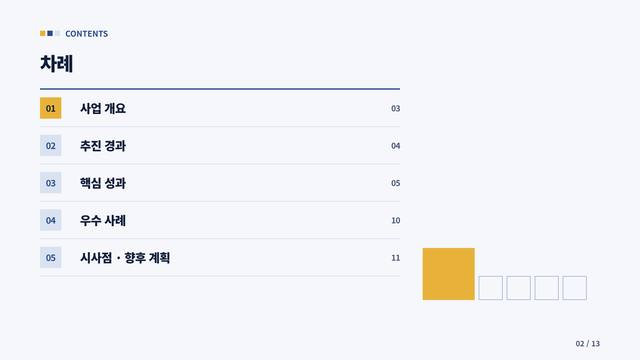 CONTENTS
차례
01 사업 개요 03
02 추진 경과 04
03 핵심 성과 05
04 우수 사례 10
05 시사점 · 향후 계획 11
02 / 13